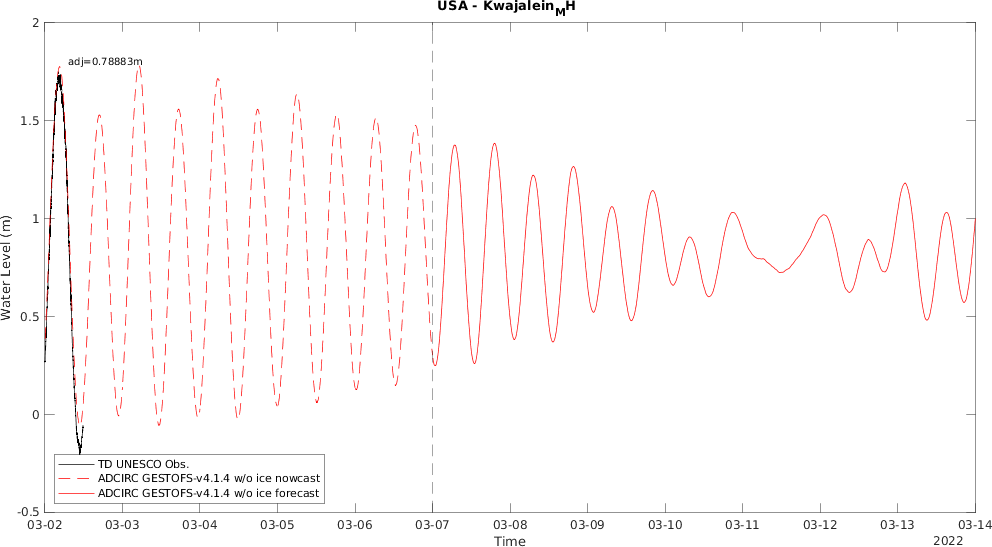 USA - Kwajalein_MH
adj=0.78883m
2
1.5
1
0.5
0
-0.5
Water Level (m)
TD UNESCO Obs.
ADCIRC GESTOFS-v4.1.4 w/o ice nowcast
ADCIRC GESTOFS-v4.1.4 w/o ice forecast
03-02 03-03 03-04 03-05 03-06 03-07 03-08 03-09 03-10 03-11 03-12 03-13 03-14
Time
2022